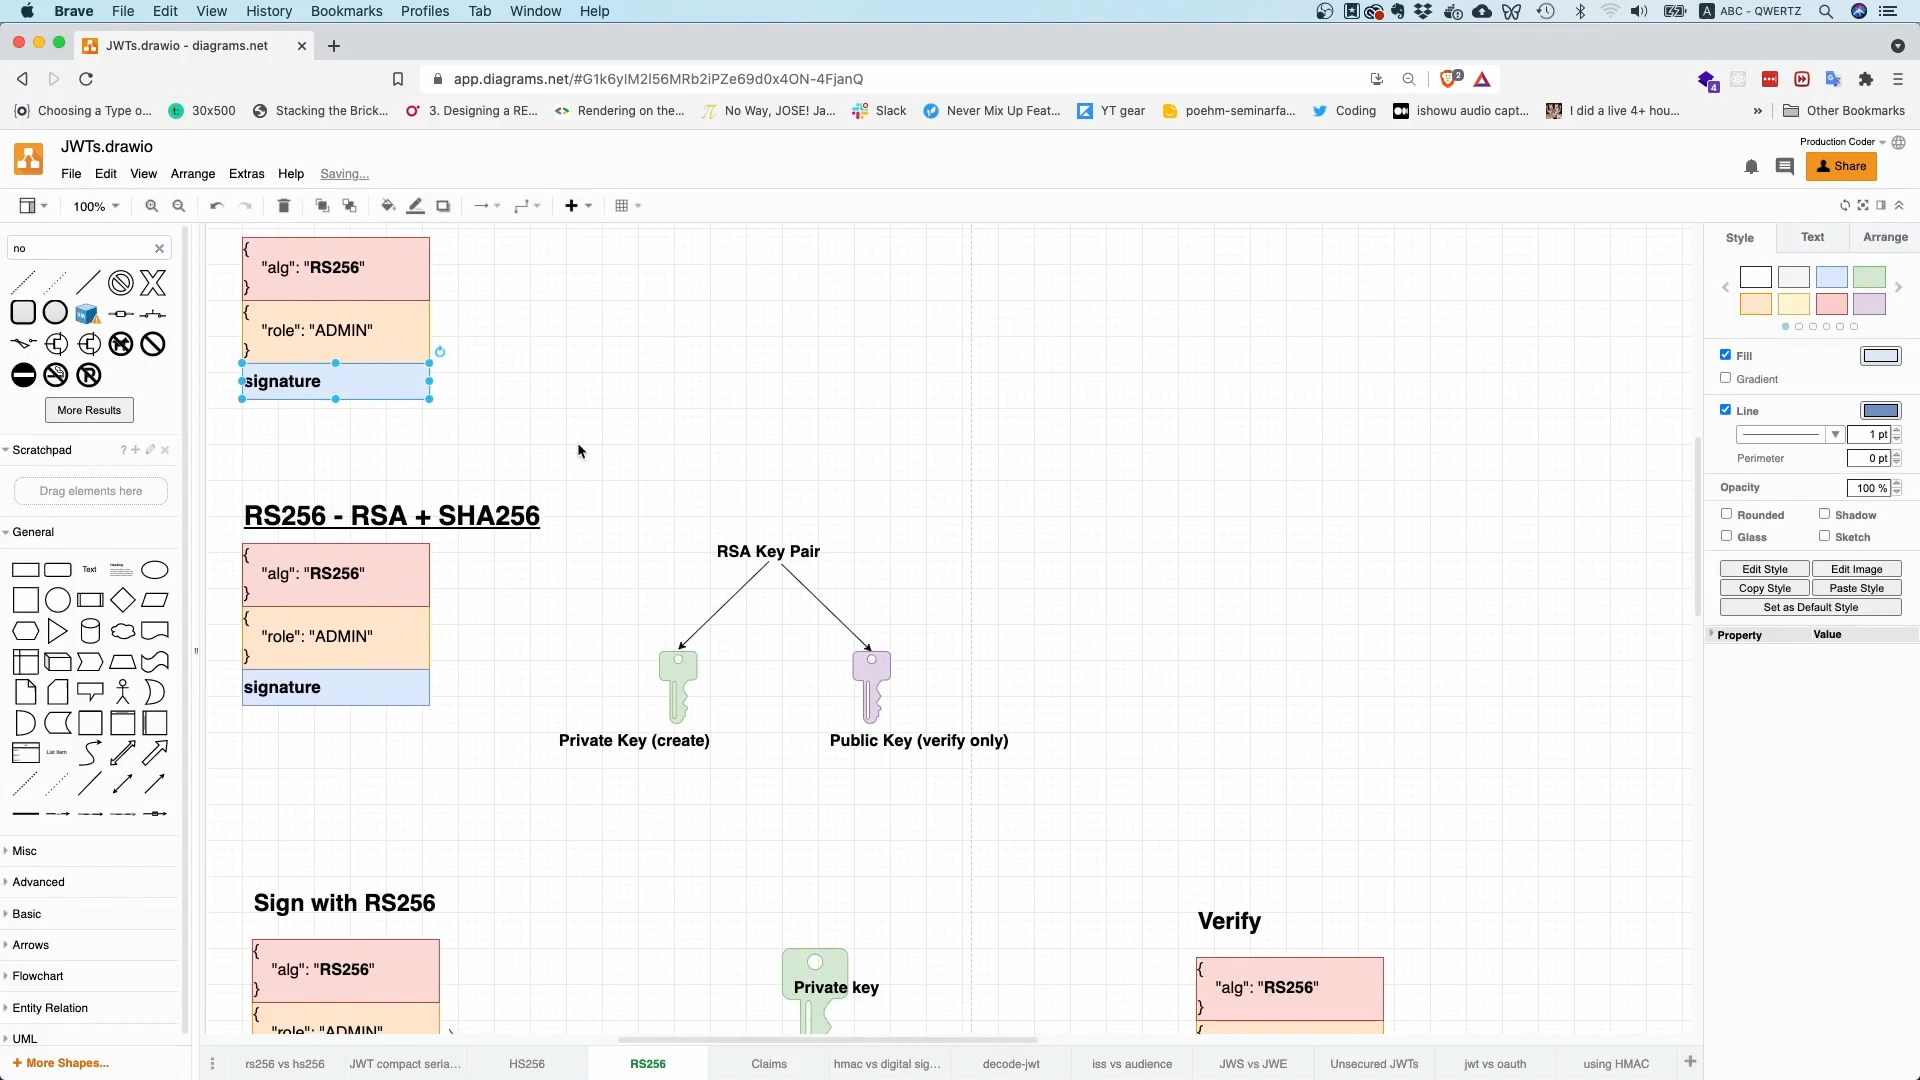 Brave File Edit View History Bookmarks Profiles Tab Window Help
A ABC - QWERTZ
JWTs.drawio - diagrams.net
app.diagrams.net/#G1k6ylM2l56MRb2iPZe69d0x4ON-4FjanQ
2
4
Choosing a Type o... 30x500 Stacking the Brick... 3. Designing a RE... Rendering on the... No Way, JOSE! Ja... Slack Never Mix Up Feat... YT gear poehm-seminarfa... Coding ishowu audio capt... I did a live 4+ hou... » Other Bookmarks
JWTs.drawio
Production Coder
File Edit View Arrange Extras Help Saving...
Share
100%
no
More Results
Scratchpad
Drag elements here
General
Text
Heading
List Item
Misc
Advanced
Basic
Arrows
Flowchart
Entity Relation
UML
+ More Shapes...
{
"alg": "RS256"
}
{
"role": "ADMIN"
}
signature
RS256 - RSA + SHA256
{
"alg": "RS256"
}
{
"role": "ADMIN"
}
signature
RSA Key Pair
Private Key (create)
Public Key (verify only)
Sign with RS256
{
"alg": "RS256"
}
{
"role": "ADMIN"
Private key
Verify
{
"alg": "RS256"
}
{
Style Text Arrange
Fill
Gradient
Line
1 pt
Perimeter 0 pt
Opacity 100 %
Rounded Shadow
Glass Sketch
Edit Style Edit Image
Copy Style Paste Style
Set as Default Style
Property Value
rs256 vs hs256 JWT compact seria... HS256 RS256 Claims hmac vs digital sig... decode-jwt iss vs audience JWS vs JWE Unsecured JWTs jwt vs oauth using HMAC